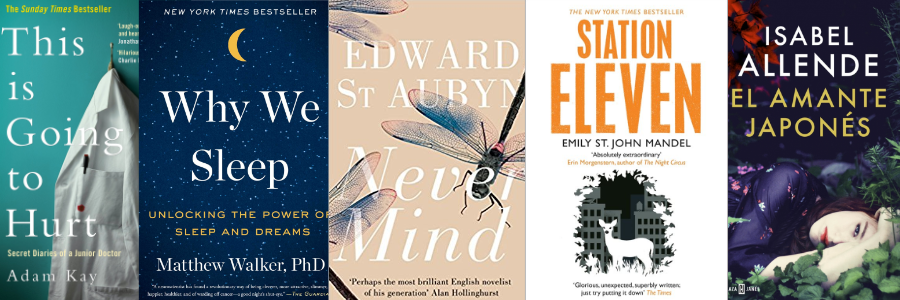 The Sunday Times Bestseller
This
is
Going
to
Hurt
Secret Diaries of a Junior Doctor
Adam Kay
NEW YORK TIMES BESTSELLER
Why We
Sleep
UNLOCKING THE POWER OF
SLEEP AND DREAMS
Matthew Walker, PhD
EDWARD
ST AUBYN
Never
Mind
'Perhaps the most brilliant English novelist
of his generation' Alan Hollinghurst
THE NEW YORK TIMES BESTSELLER
STATION
ELEVEN
EMILY ST. JOHN MANDEL
'Absolutely extraordinary'
Erin Morgenstern, author of The Night Circus
'Glorious, unexpected, superbly written;
just try putting it down' The Times
ISABEL
ALLENDE
EL AMANTE
JAPONÉS